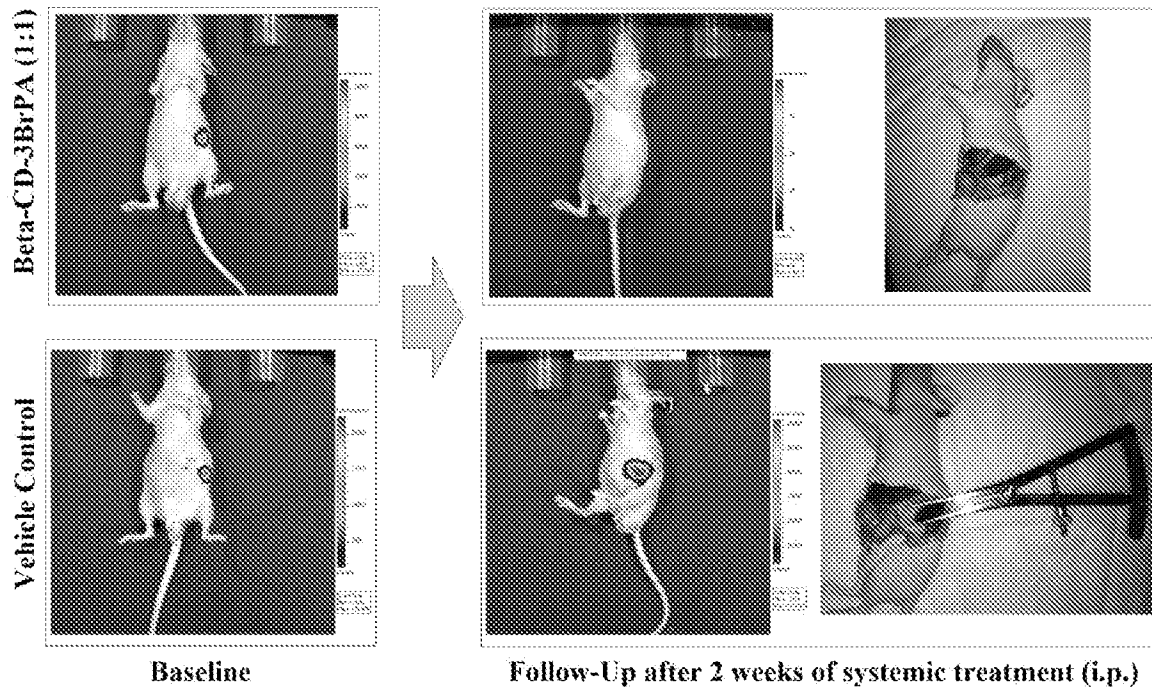 Beta-CD-3BrPA (1:1)
Vehicle Control
Baseline
Follow-Up after 2 weeks of systemic treatment (i.p.)